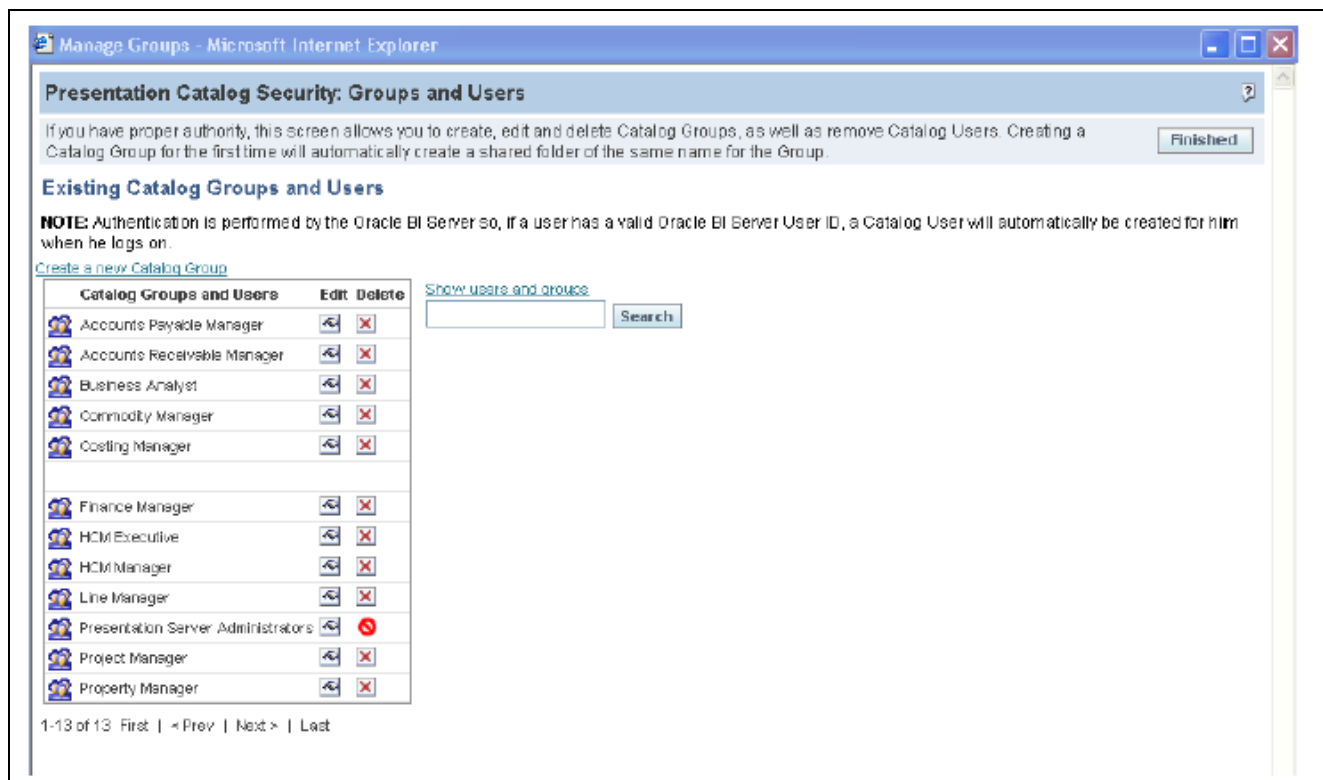 Manage Groups - Microsoft Internet Explorer
Presentation Catalog Security: Groups and Users
If you have proper authority, this screen allows you to create, edit and delete Catalog Groups, as well as remove Catalog Users. Creating a
Catalog Group for the first time will automatically create a shared folder of the same name for the Group.
Finished
Existing Catalog Groups and Users
NOTE: Authentication is performed by the Oracle BI Server so, if a user has a valid Oracle BI Server User ID, a Catalog User will automatically be created for him
when he logs on.
Create a new Catalog Group
Catalog Groups and Users Edit Delete
Show users and groups
Search
Accounts Payable Manager
Accounts Receivable Manager
Business Analyst
Commodity Manager
Costing Manager
Finance Manager
HCM Executive
HCM Manager
Line Manager
Presentation Server Administrators
Project Manager
Property Manager
1-13 of 13 First | < Prev | Next > | Last